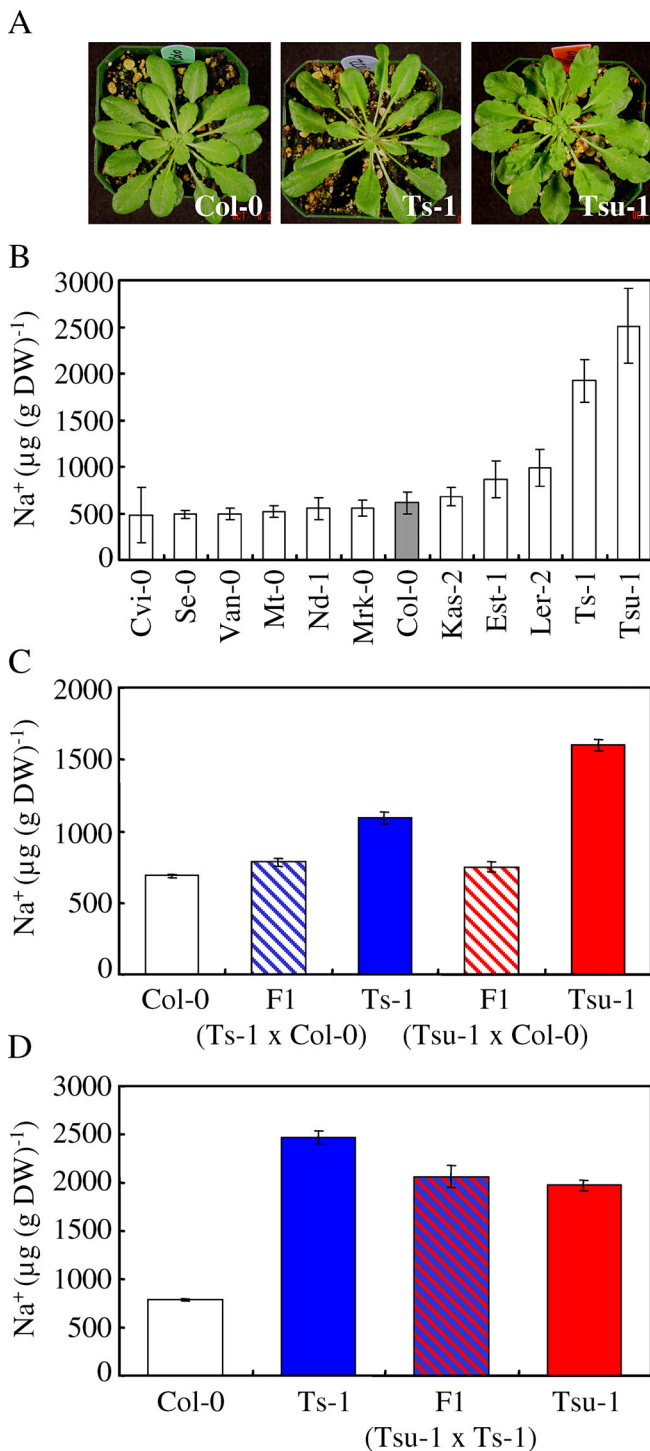 A
Col-0
Ts-1
Tsu-1
B
Na⁺ (µg (g DW)⁻¹)
3000
2500
2000
1500
1000
500
0
Cvi-0
Se-0
Van-0
Mt-0
Nd-1
Mrk-0
Col-0
Kas-2
Est-1
Ler-2
Ts-1
Tsu-1
C
Na⁺ (µg (g DW)⁻¹)
2000
1500
1000
500
0
Col-0 F1 Ts-1 F1 Tsu-1
(Ts-1 x Col-0) (Tsu-1 x Col-0)
D
Na⁺ (µg (g DW)⁻¹)
3000
2500
2000
1500
1000
500
0
Col-0 Ts-1 F1 Tsu-1
(Tsu-1 x Ts-1)